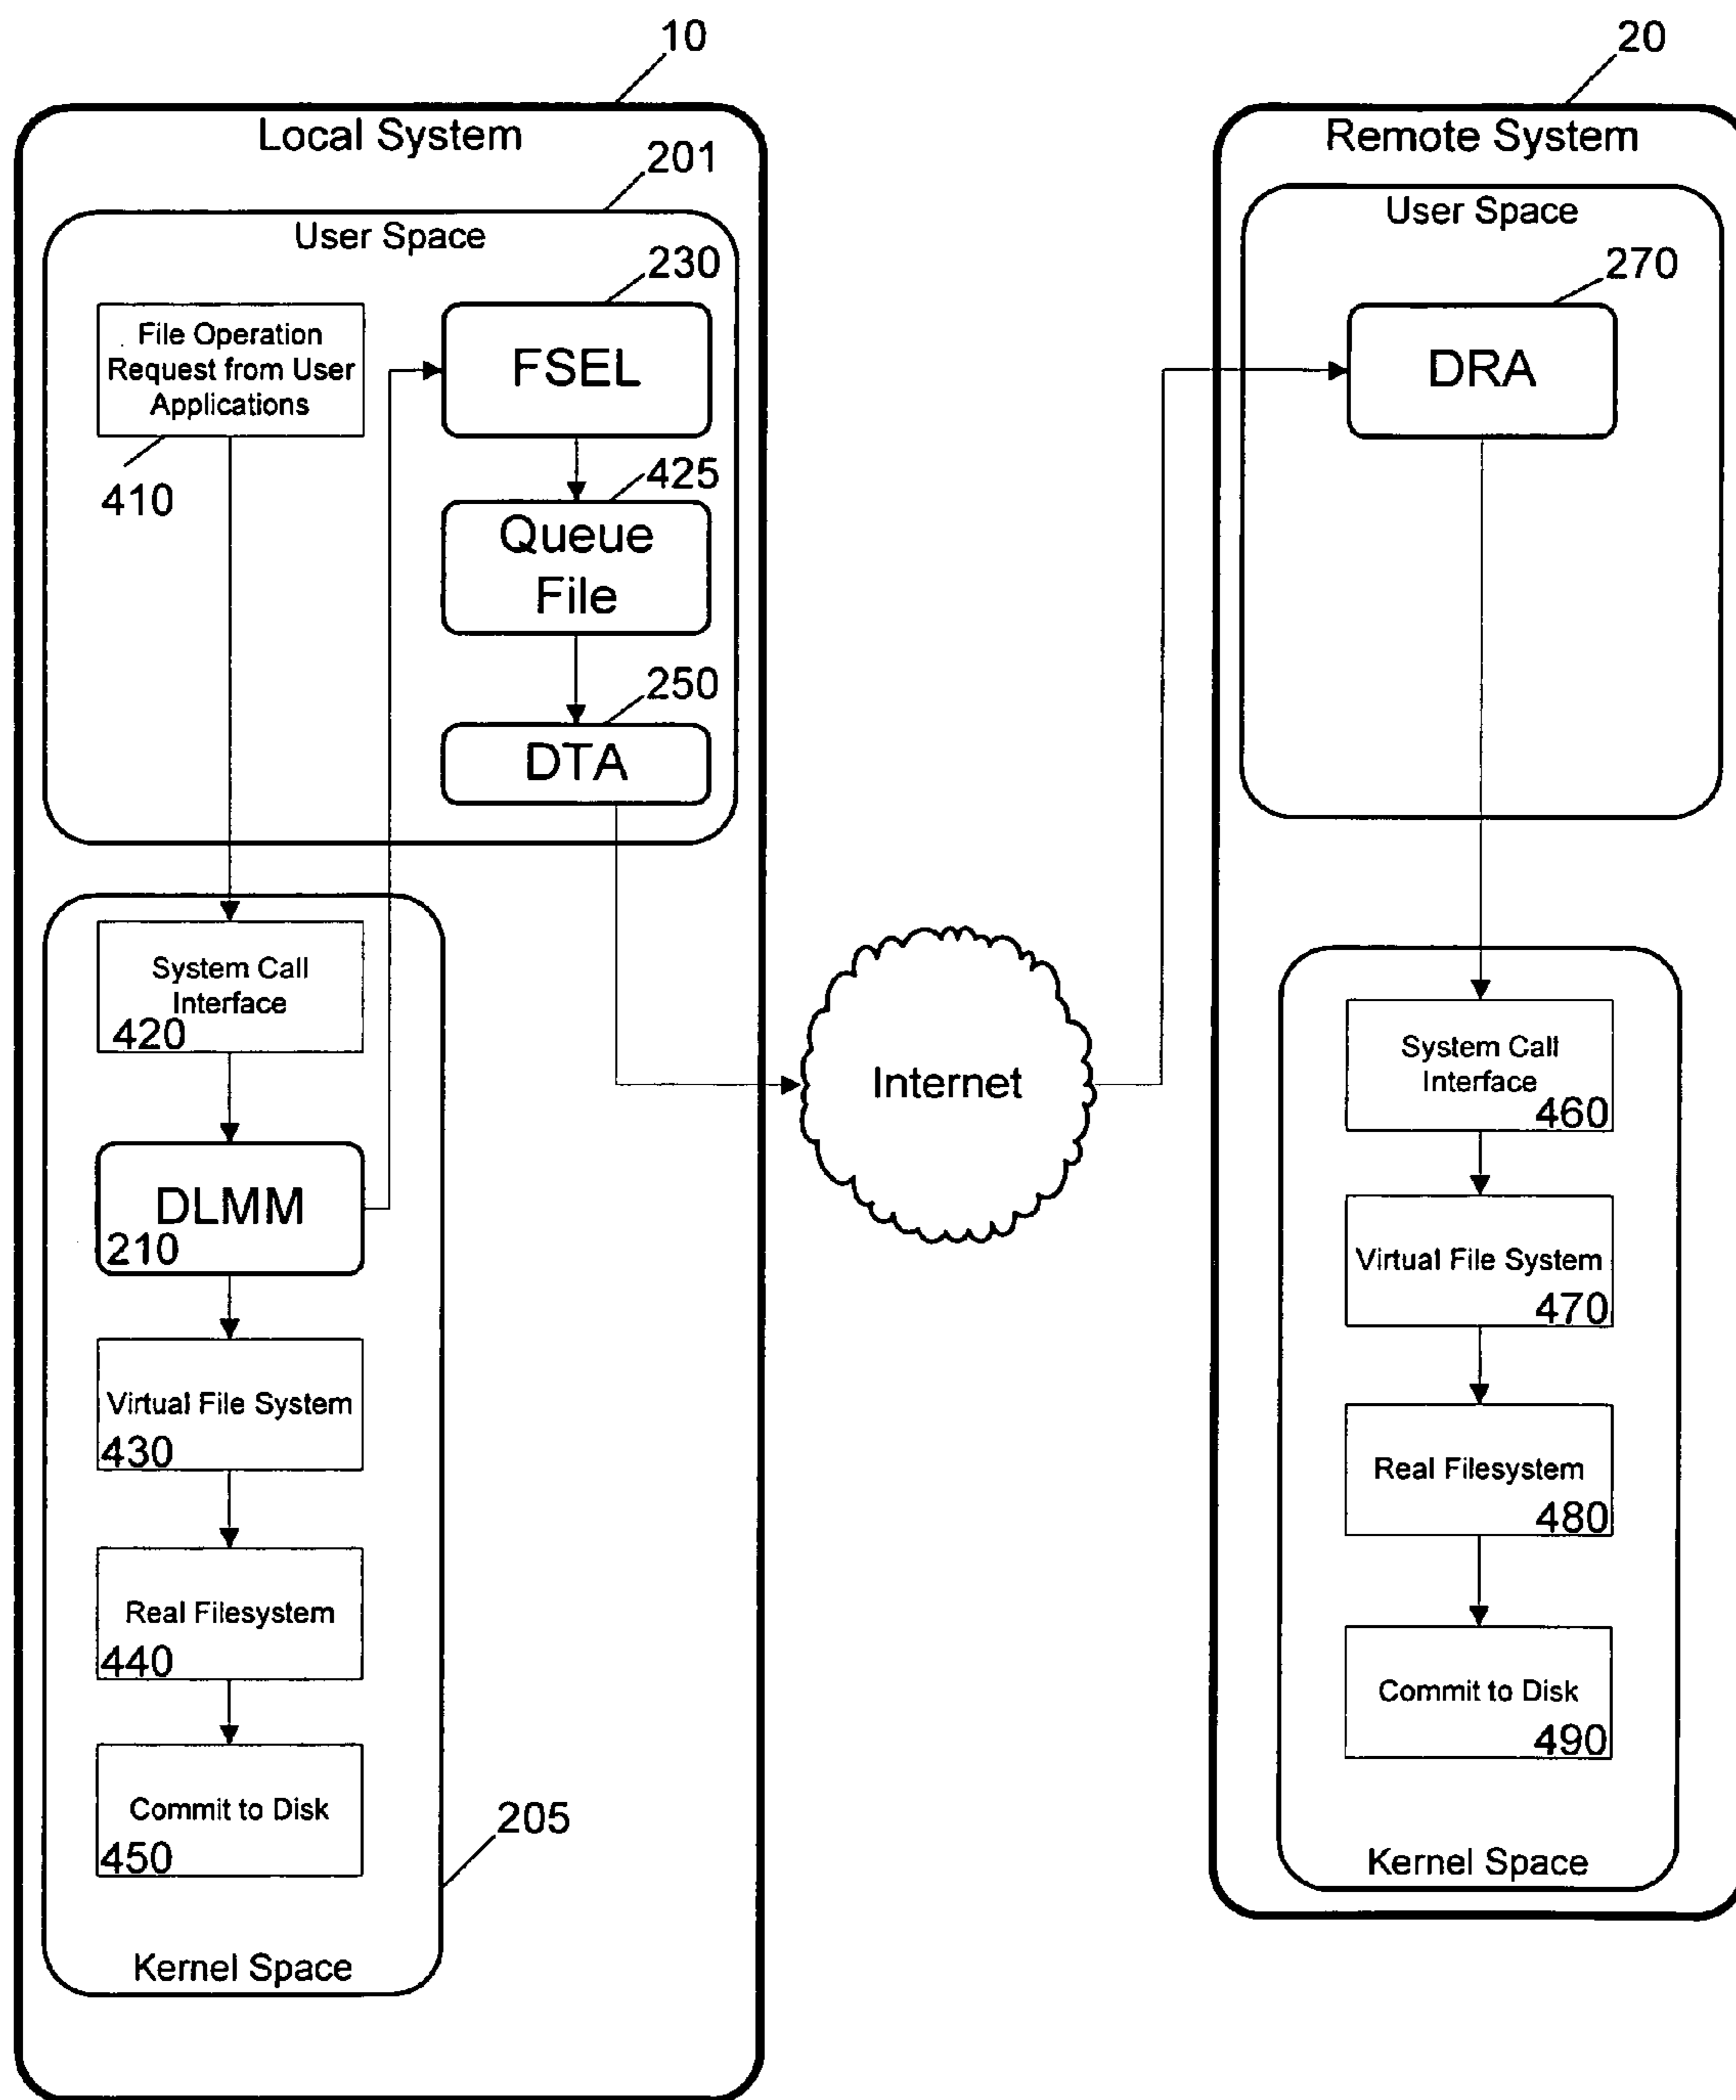 10
20
Local System
Remote System
201
User Space
User Space
230
270
File Operation
Request from User
Applications
FSEL
DRA
410
425
Queue
File
250
DTA
System Call
Interface
420
Internet
System Call
Interface
460
DLMM
210
Virtual File System
470
Virtual File System
430
Real Filesystem
480
Real Filesystem
440
Commit to Disk
490
Commit to Disk
450
205
Kernel Space
Kernel Space